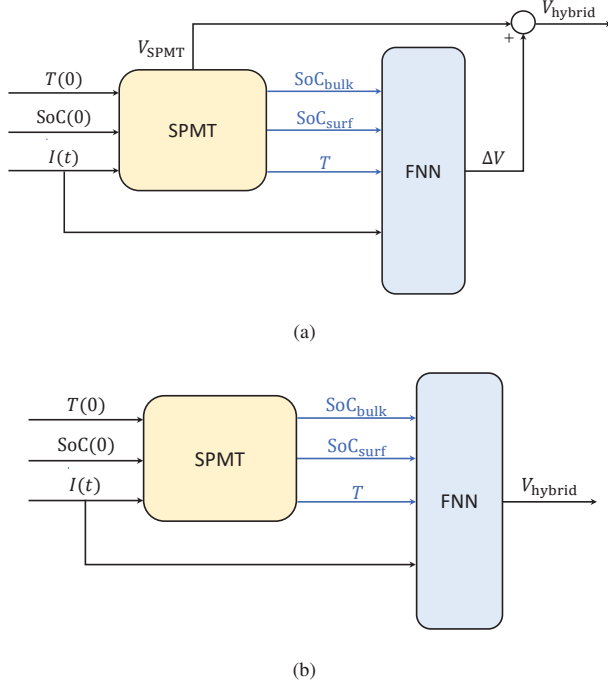 V_SPMT
V_hybrid
+
T(0)
SoC(0)
I(t)
SPMT
SoC_bulk
SoC_surf
T
FNN
ΔV
(a)
T(0)
SoC(0)
I(t)
SPMT
SoC_bulk
SoC_surf
T
FNN
V_hybrid
(b)